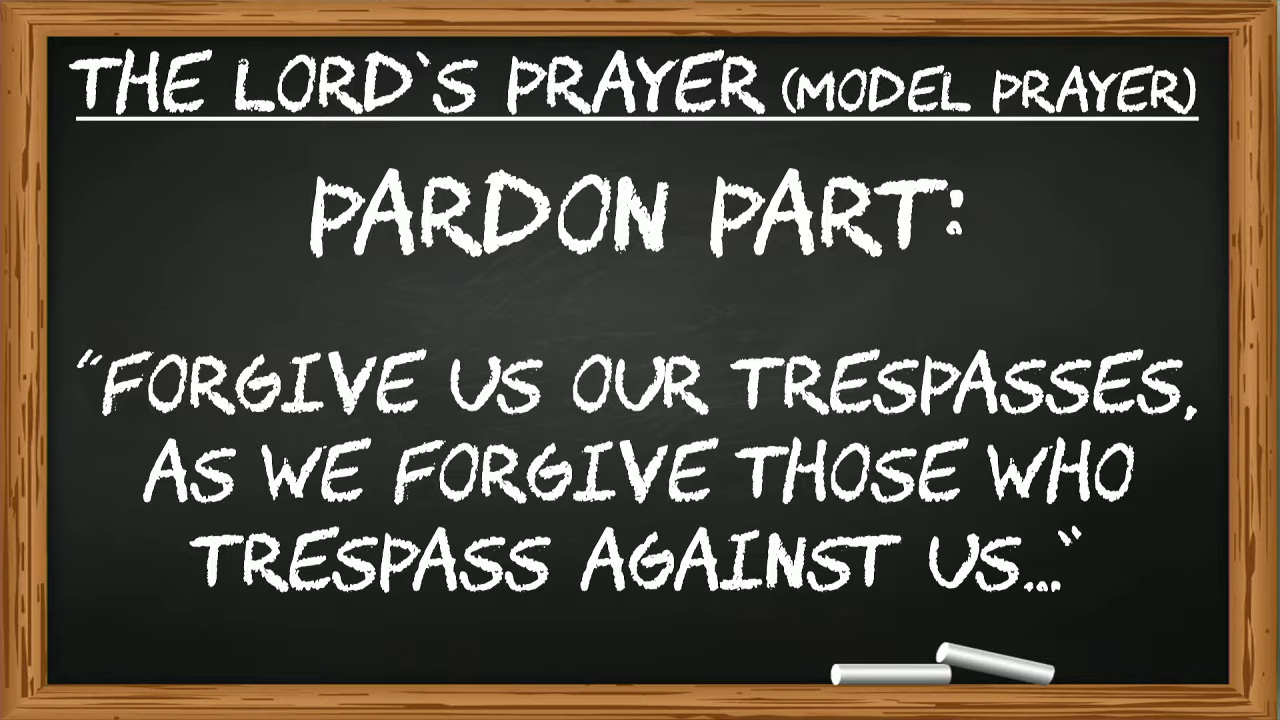 THE LORD`S PRAYER (MODEL PRAYER)
PARDON PART:
"FORGIVE US OUR TRESPASSES,
AS WE FORGIVE THOSE WHO
TRESPASS AGAINST US..."